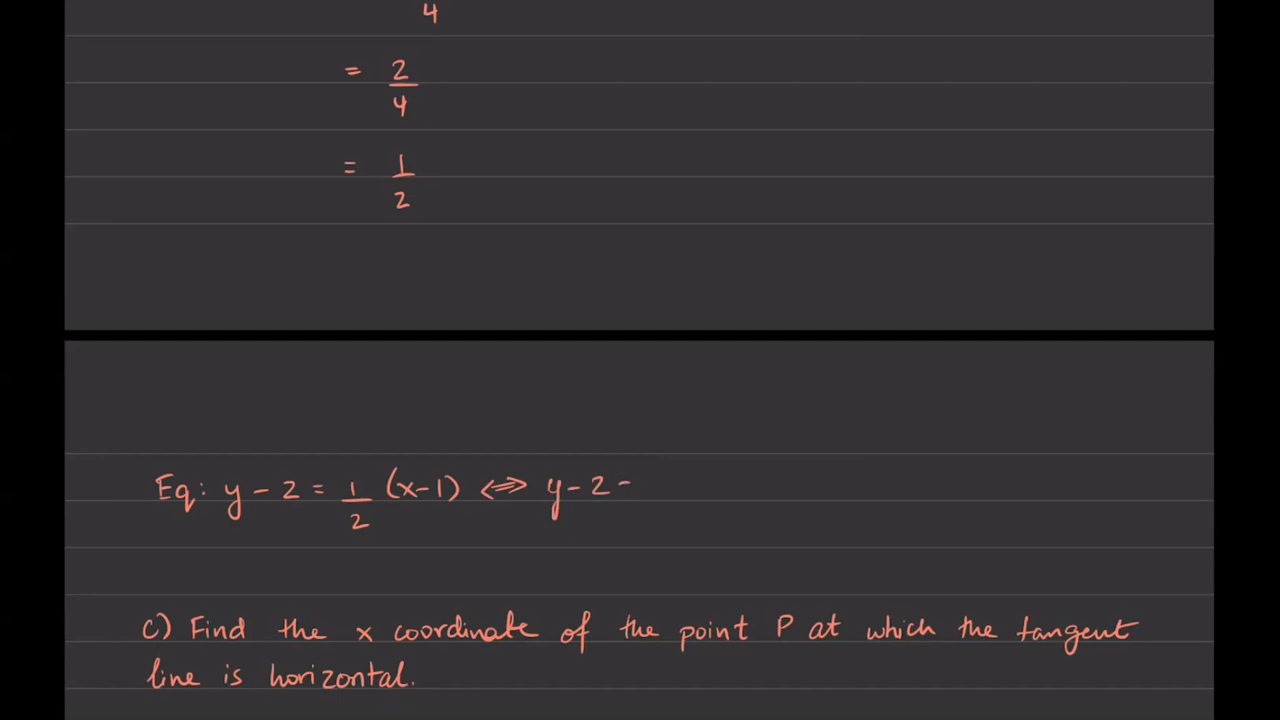 4
= 2/4
= 1/2
Eq: y - 2 = 1/2 (x-1) <=> y - 2 -
c) Find the x coordinate of the point P at which the tangent
line is horizontal.